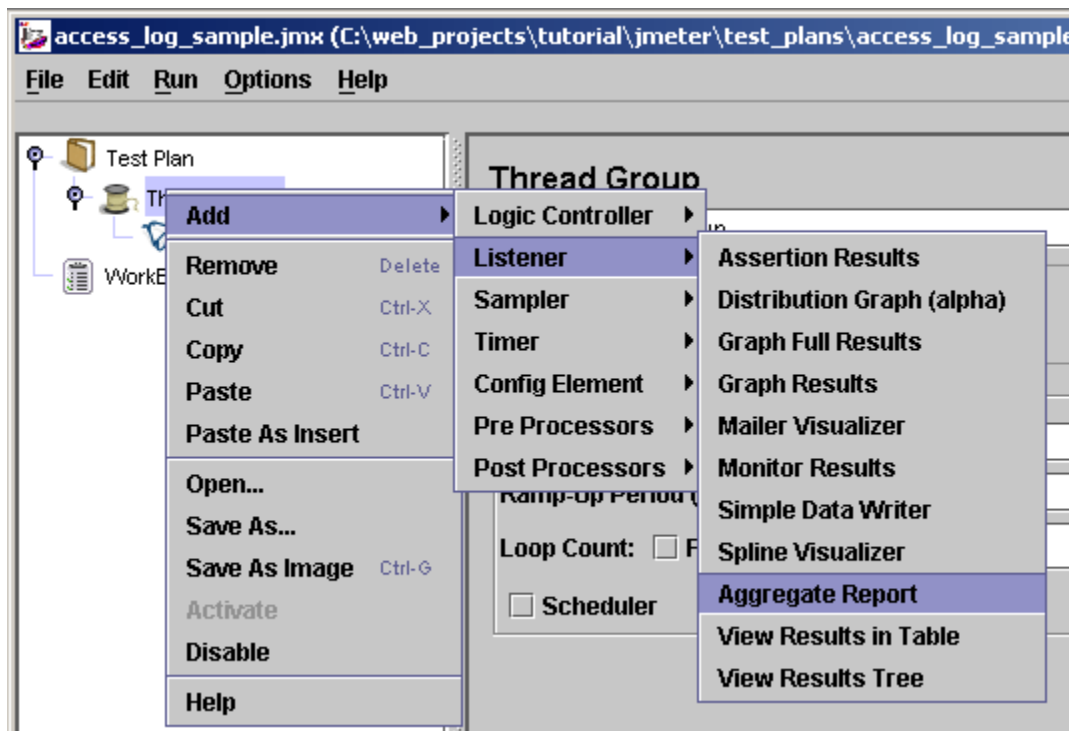 access_log_sample.jmx (C:\web_projects\tutorial\jmeter\test_plans\access_log_sample
File Edit Run Options Help
Test Plan
Thread Group
Add
Remove Delete
Cut Ctrl-X
Copy Ctrl-C
Paste Ctrl-V
Paste As Insert
Open...
Save As...
Save As Image Ctrl-G
Activate
Disable
Help
Logic Controller
Listener
Sampler
Timer
Config Element
Pre Processors
Post Processors
Assertion Results
Distribution Graph (alpha)
Graph Full Results
Graph Results
Mailer Visualizer
Monitor Results
Simple Data Writer
Spline Visualizer
Aggregate Report
View Results in Table
View Results Tree
Ramp-Up Period (
Loop Count: F
Scheduler